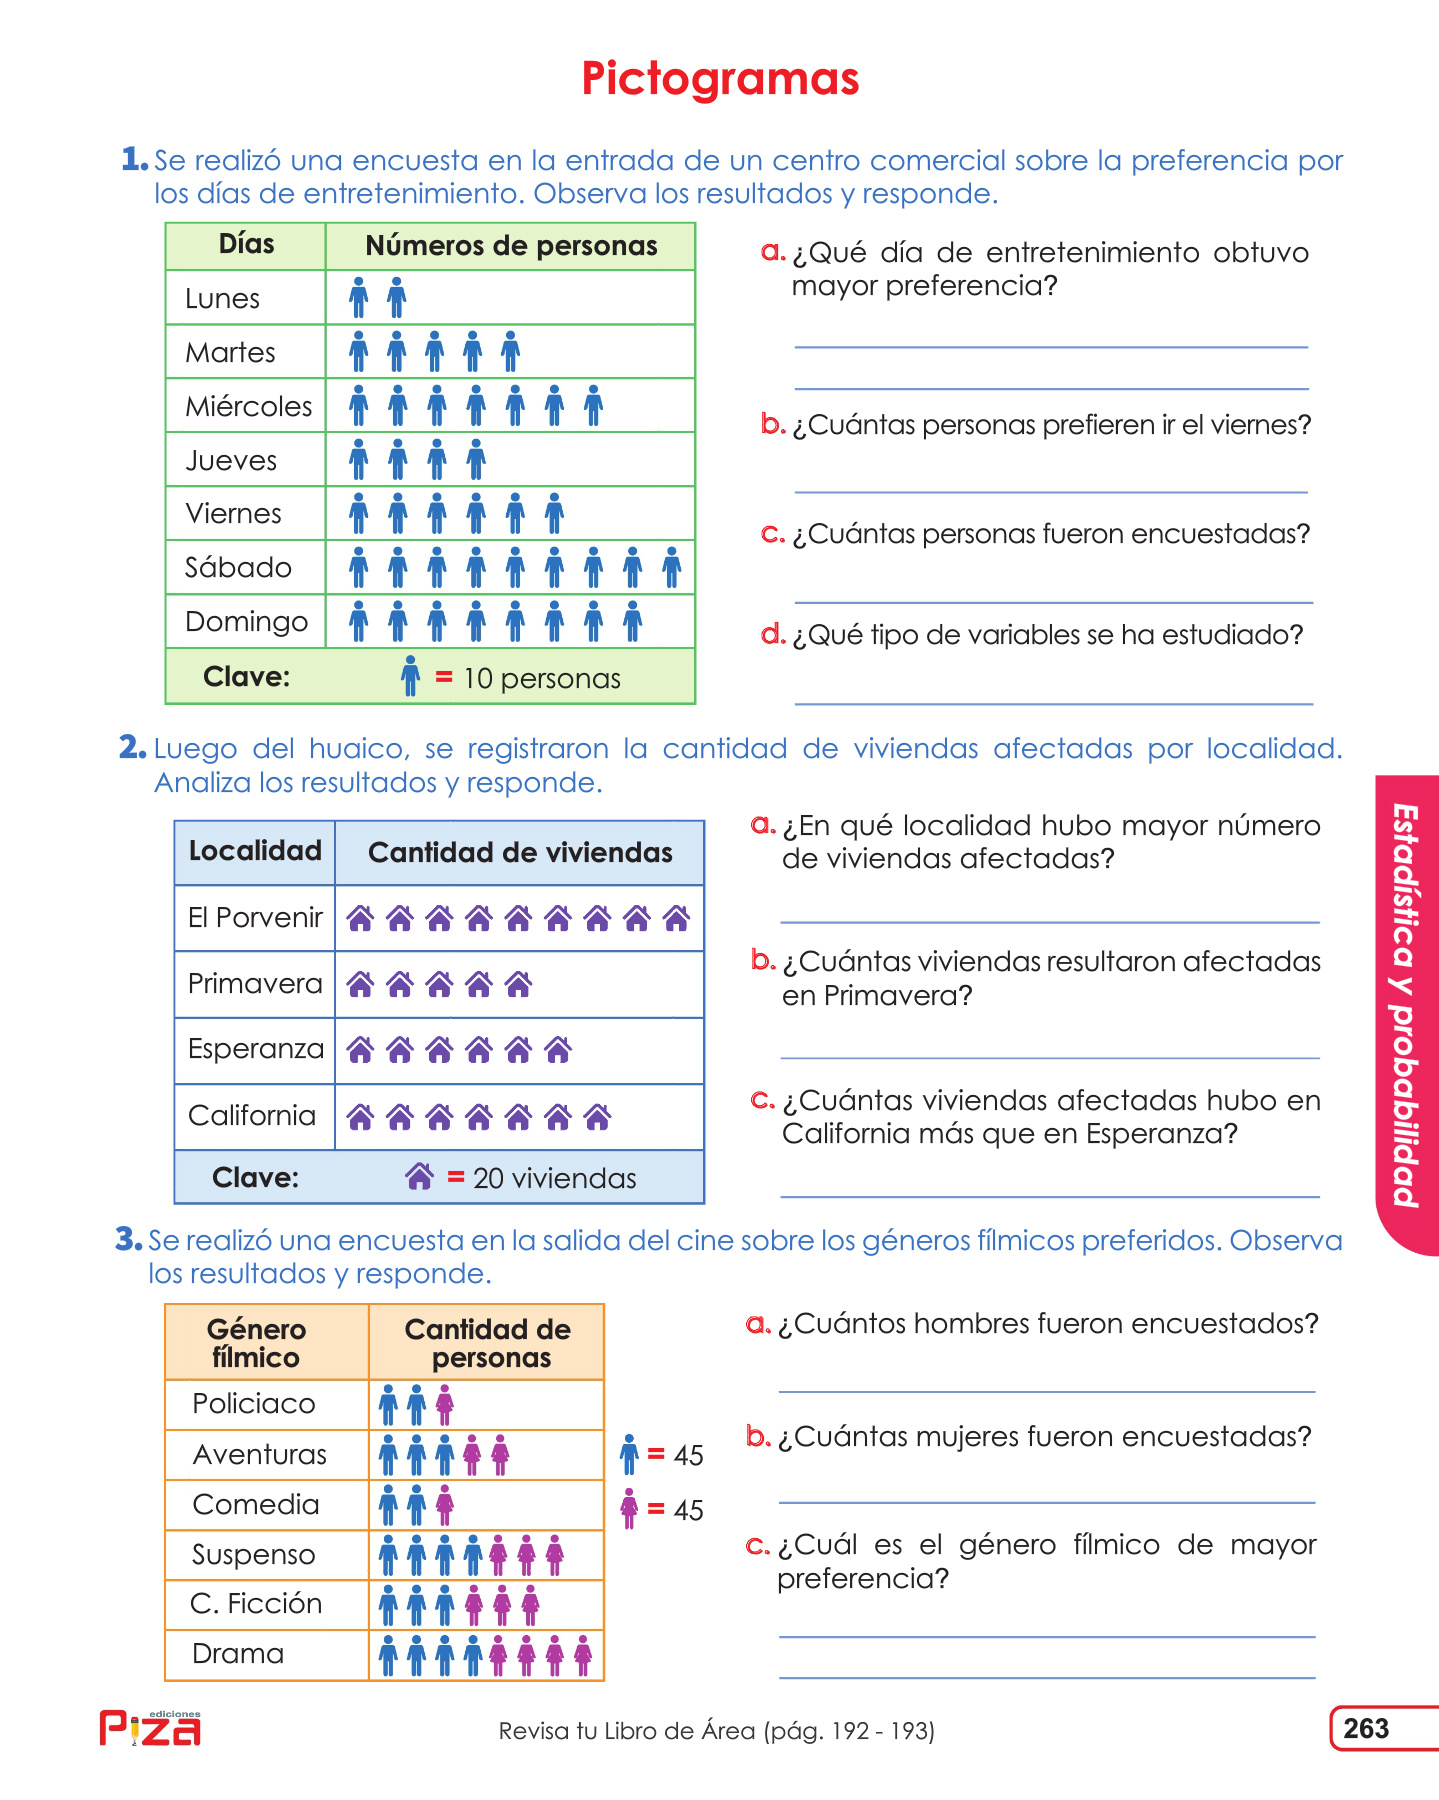 Pictogramas
1. Se realizó una encuesta en la entrada de un centro comercial sobre la preferencia por
los días de entretenimiento. Observa los resultados y responde.
Días Números de personas
Lunes
Martes
Miércoles
Jueves
Viernes
Sábado
Domingo
Clave: = 10 personas
a. ¿Qué día de entretenimiento obtuvo
mayor preferencia?
b. ¿Cuántas personas prefieren ir el viernes?
c. ¿Cuántas personas fueron encuestadas?
d. ¿Qué tipo de variables se ha estudiado?
2. Luego del huaico, se registraron la cantidad de viviendas afectadas por localidad.
Analiza los resultados y responde.
Localidad Cantidad de viviendas
El Porvenir
Primavera
Esperanza
California
Clave: = 20 viviendas
a. ¿En qué localidad hubo mayor número
de viviendas afectadas?
b. ¿Cuántas viviendas resultaron afectadas
en Primavera?
c. ¿Cuántas viviendas afectadas hubo en
California más que en Esperanza?
3. Se realizó una encuesta en la salida del cine sobre los géneros fílmicos preferidos. Observa
los resultados y responde.
Género
fílmico
Cantidad de
personas
Policiaco
Aventuras
Comedia
Suspenso
C. Ficción
Drama
= 45
= 45
a. ¿Cuántos hombres fueron encuestados?
b. ¿Cuántas mujeres fueron encuestadas?
c. ¿Cuál es el género fílmico de mayor
preferencia?
Estadística y probabilidad
ediciones
Piza
Revisa tu Libro de Área (pág. 192 - 193)
263